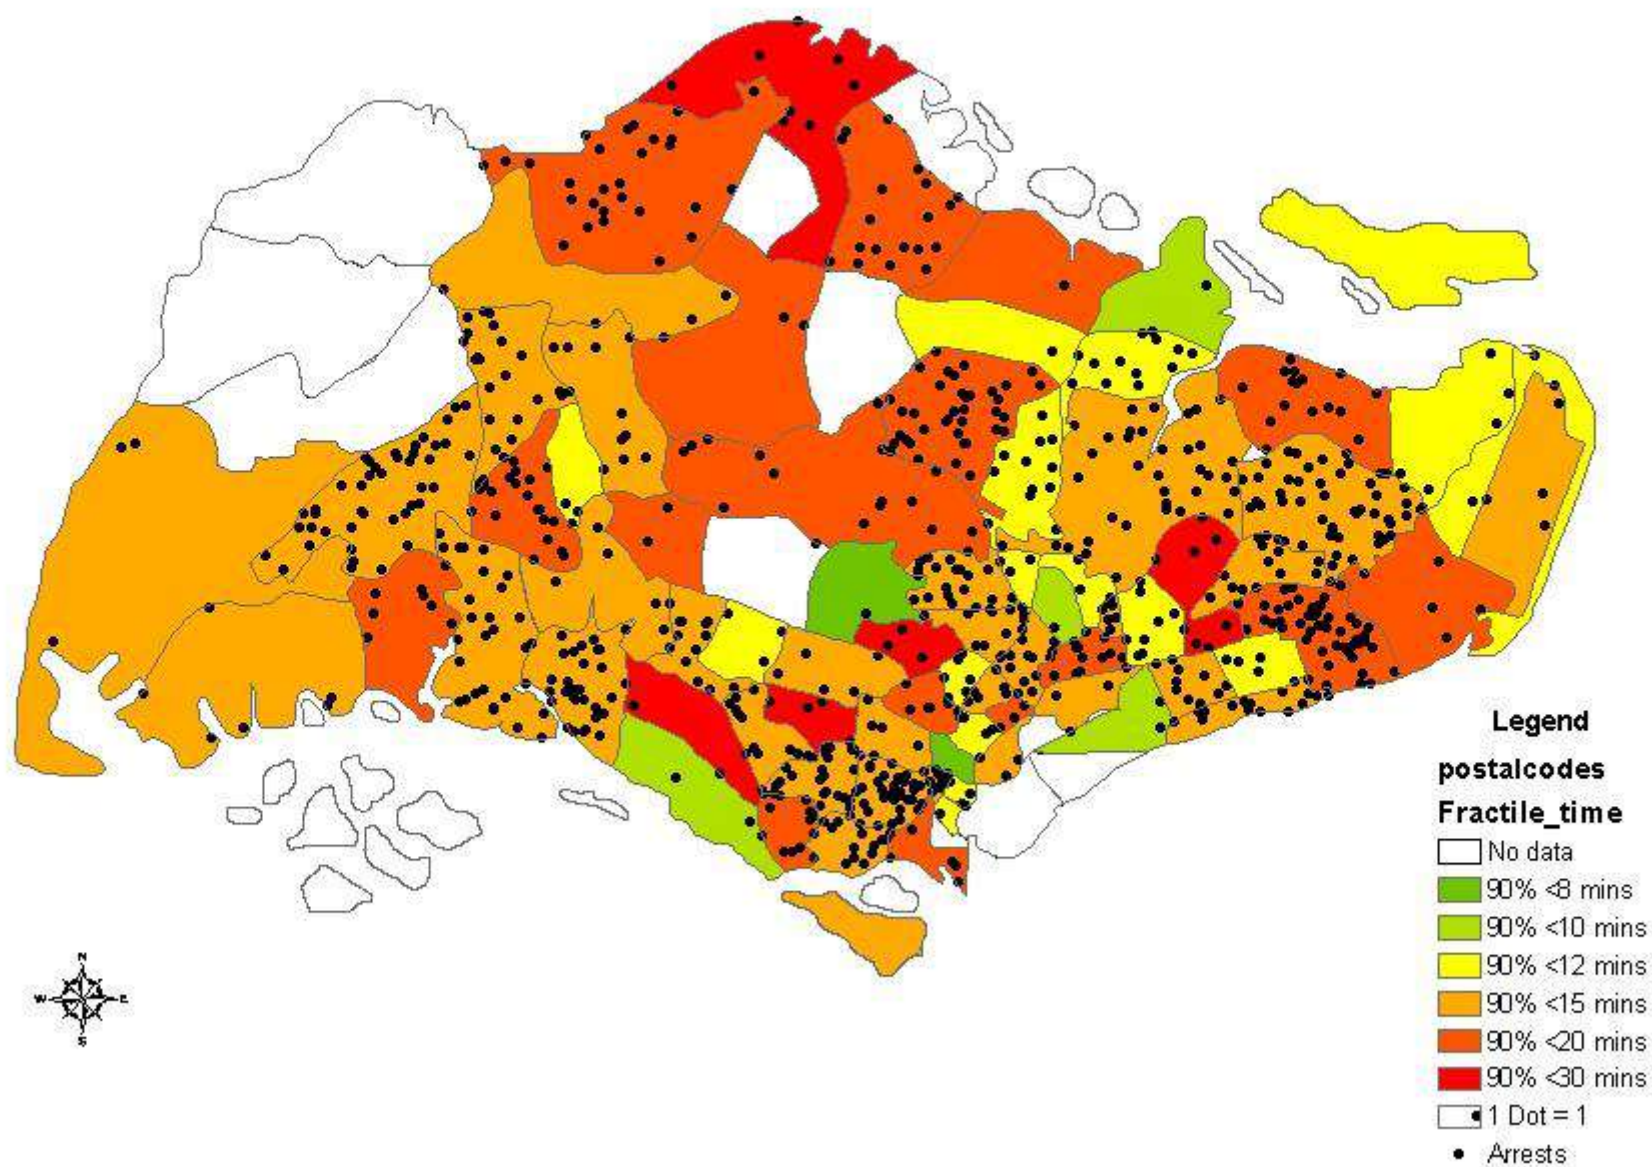 N
W E
S
Legend
postalcodes
Fractile_time
No data
90% <8 mins
90% <10 mins
90% <12 mins
90% <15 mins
90% <20 mins
90% <30 mins
1 Dot = 1
Arrests